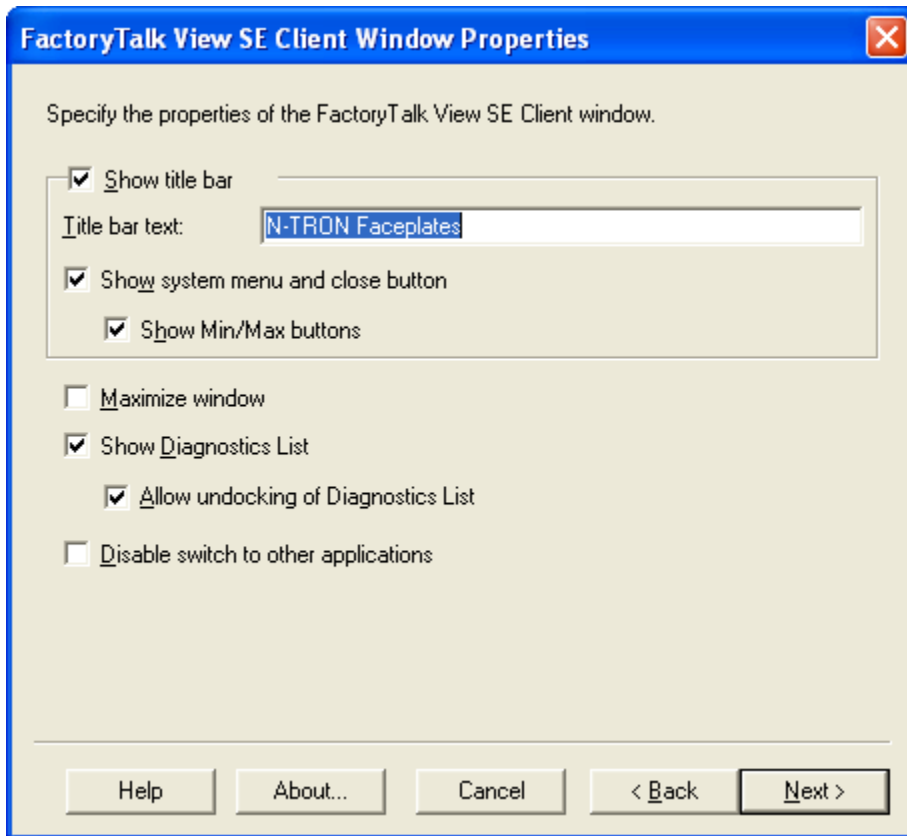 FactoryTalk View SE Client Window Properties
Specify the properties of the FactoryTalk View SE Client window.
Show title bar
Title bar text: N-TRON Faceplates
Show system menu and close button
Show Min/Max buttons
Maximize window
Show Diagnostics List
Allow undocking of Diagnostics List
Disable switch to other applications
Help About... Cancel < Back Next >